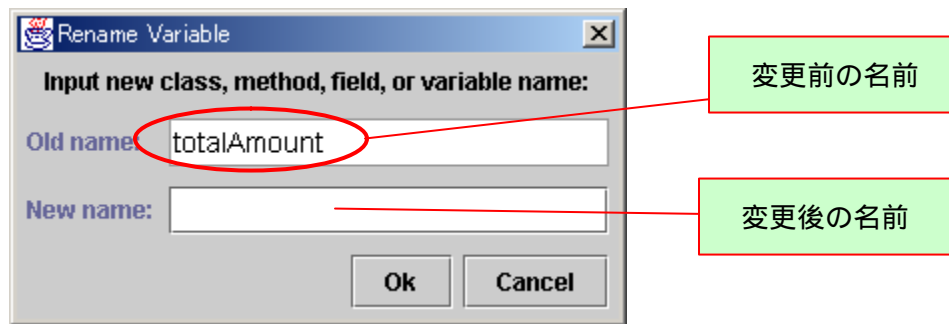 Rename Variable
Input new class, method, field, or variable name:
変更前の名前
Old name: totalAmount
New name:
変更後の名前
Ok Cancel